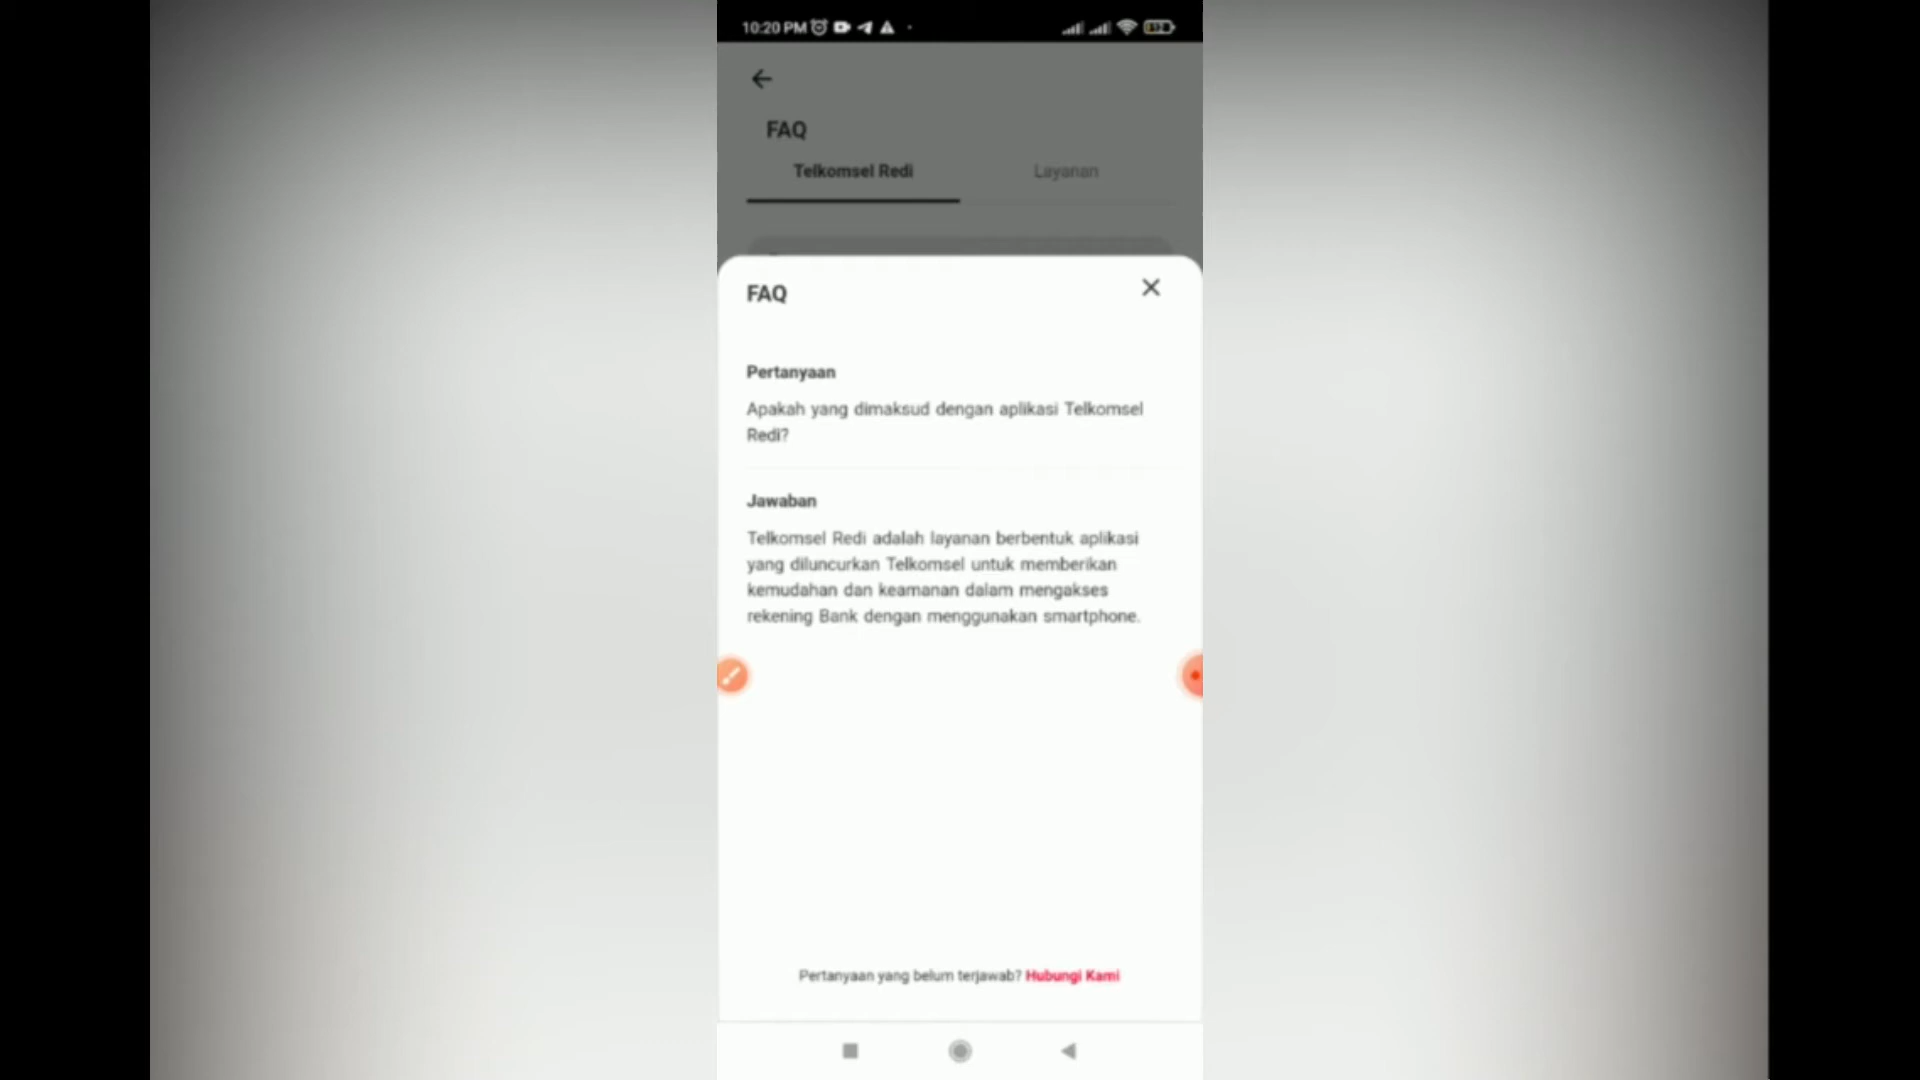 10:20 PM
FAQ
Telkomsel Redi
Layanan
FAQ
Pertanyaan
Apakah yang dimaksud dengan aplikasi Telkomsel
Redi?
Jawaban
Telkomsel Redi adalah layanan berbentuk aplikasi
yang diluncurkan Telkomsel untuk memberikan
kemudahan dan keamanan dalam mengakses
rekening Bank dengan menggunakan smartphone.
Pertanyaan yang belum terjawab? Hubungi Kami